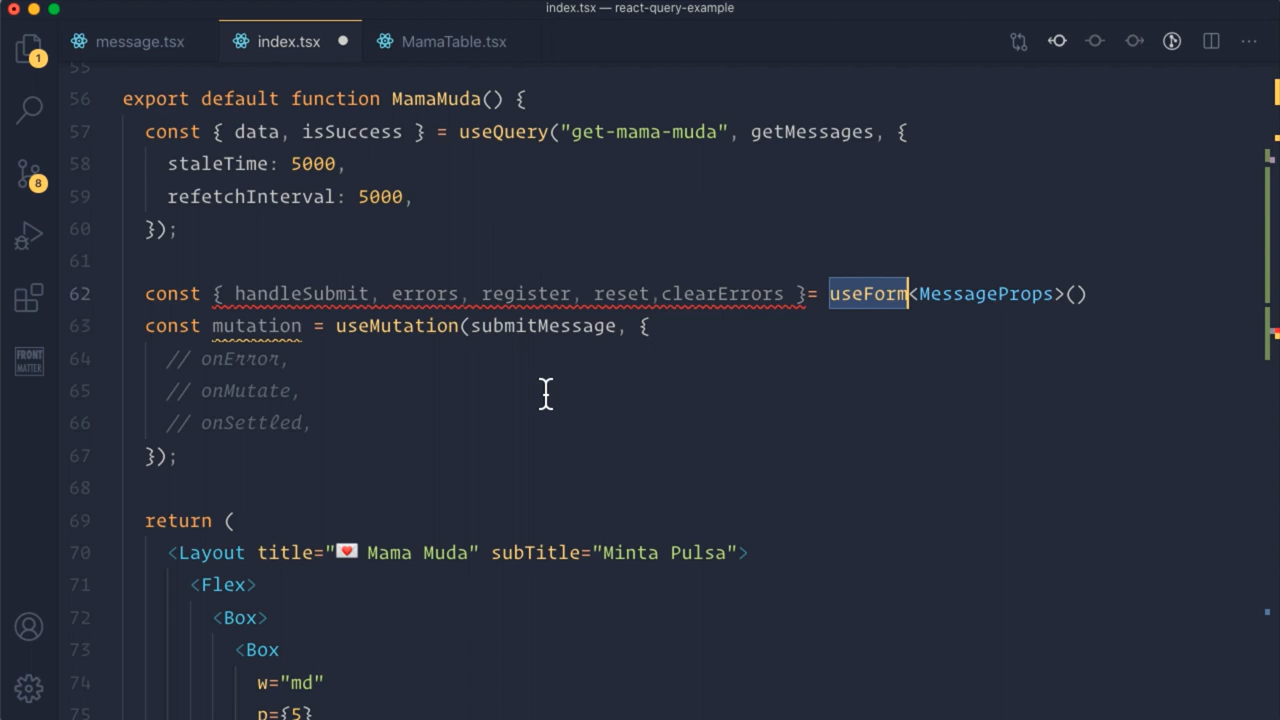 index.tsx — react-query-example
message.tsx index.tsx MamaTable.tsx
1
8
FRONT
MATTER
55
56 export default function MamaMuda() {
57 const { data, isSuccess } = useQuery("get-mama-muda", getMessages, {
58 staleTime: 5000,
59 refetchInterval: 5000,
60 });
61
62 const { handleSubmit, errors, register, reset,clearErrors }= useForm<MessageProps>()
63 const mutation = useMutation(submitMessage, {
64 // onError,
65 // onMutate,
66 // onSettled,
67 });
68
69 return (
70 <Layout title="💌 Mama Muda" subTitle="Minta Pulsa">
71 <Flex>
72 <Box>
73 <Box
74 w="md"
75 p={5}